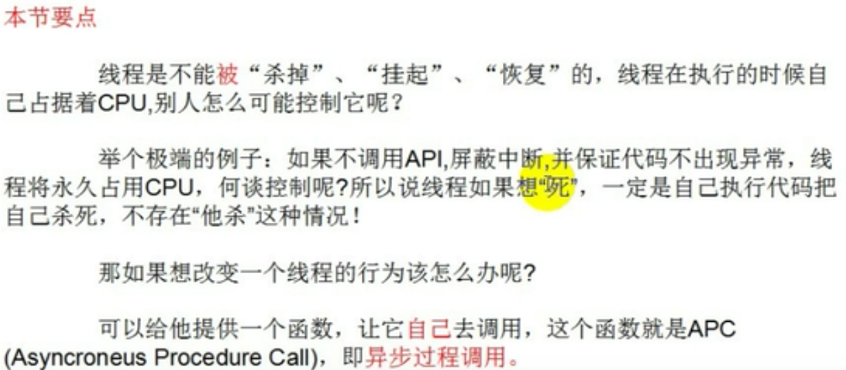 本节要点
线程是不能被“杀掉”、“挂起”、“恢复”的，线程在执行的时候自
己占据着CPU,别人怎么可能控制它呢？
举个极端的例子：如果不调用API,屏蔽中断,并保证代码不出现异常，线
程将永久占用CPU，何谈控制呢?所以说线程如果想“死”，一定是自己执行代码把
自己杀死，不存在“他杀”这种情况！
那如果想改变一个线程的行为该怎么办呢?
可以给他提供一个函数，让它自己去调用，这个函数就是APC
(Asyncroneus Procedure Call)，即异步过程调用。